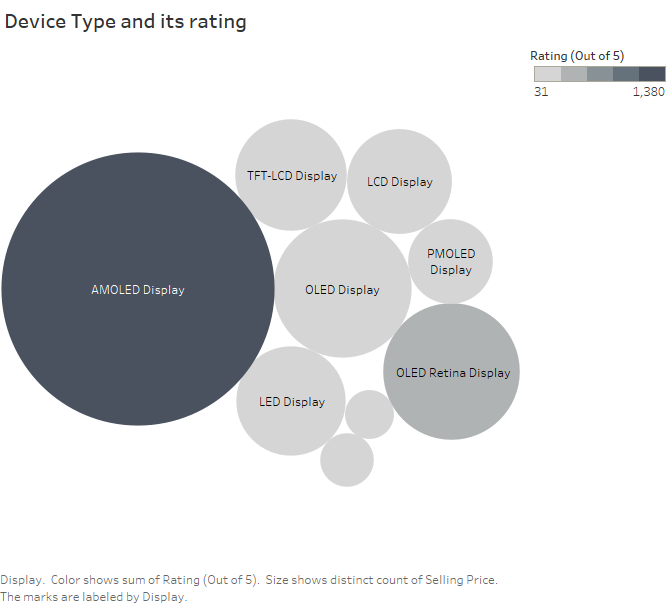 Device Type and its rating
Rating (Out of 5)
31 1,380
TFT-LCD Display
LCD Display
PMOLED
Display
AMOLED Display
OLED Display
OLED Retina Display
LED Display
Display.  Color shows sum of Rating (Out of 5).  Size shows distinct count of Selling Price.
The marks are labeled by Display.